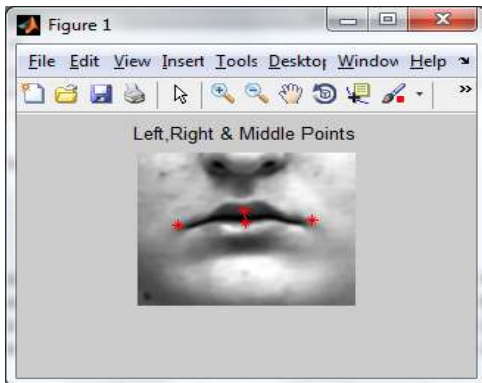 Figure 1
File Edit View Insert Tools Desktop Window Help
Left,Right & Middle Points